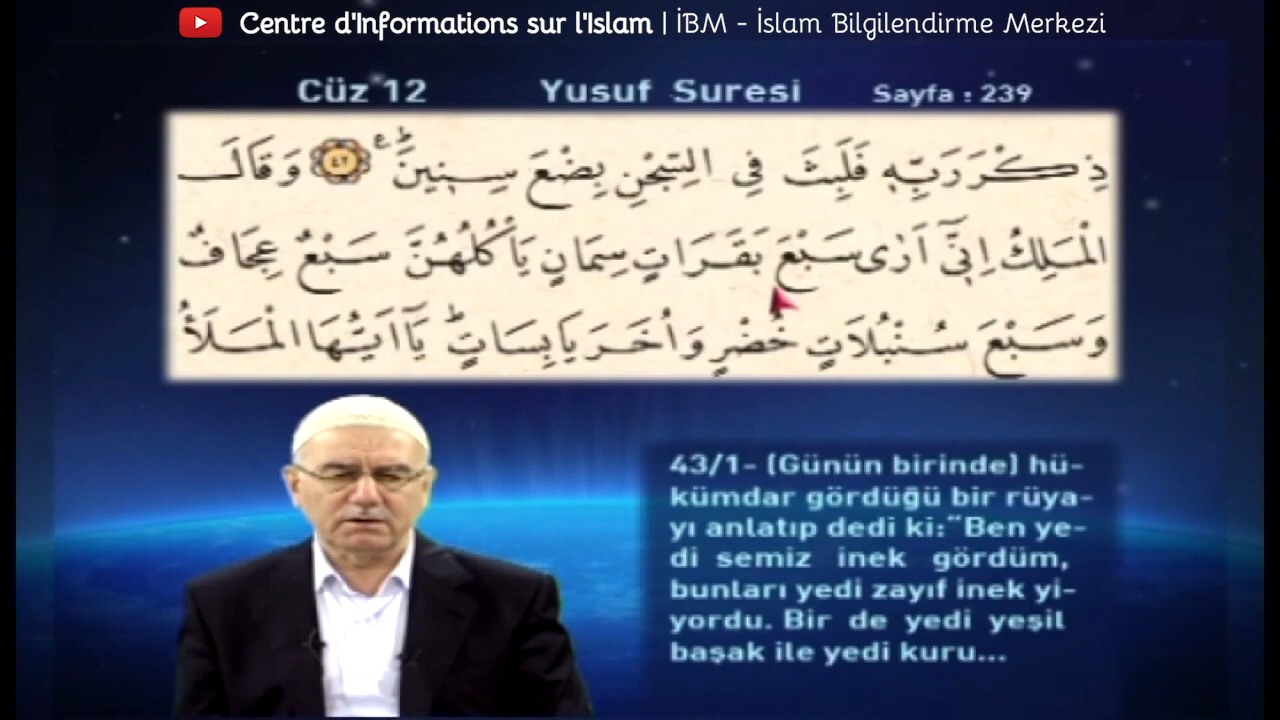 Centre d'Informations sur l'Islam | İBM - İslam Bilgilendirme Merkezi
Cüz 12 Yusuf Suresi Sayfa : 239
ذِكْرَ رَبِّه۪ فَلَبِثَ فِي السِّجْنِ بِضْعَ سِن۪ينَۜ ع ٤٢ وَقَالَ
الْمَلِكُ اِنّ۪ٓي اَرٰى سَبْعَ بَقَرَاتٍ سِمَانٍ يَأْكُلُهُنَّ سَبْعٌ عِجَافٌ
وَسَبْعَ سُنْبُلَاتٍ خُضْرٍ وَاُخَرَ يَابِسَاتٍۜ يَٓا اَيُّهَا الْمَلَأُ
43/1- (Günün birinde) hü-
kümdar gördüğü bir rüya-
yı anlatıp dedi ki:"Ben ye-
di semiz inek gördüm,
bunları yedi zayıf inek yi-
yordu. Bir de yedi yeşil
başak ile yedi kuru...